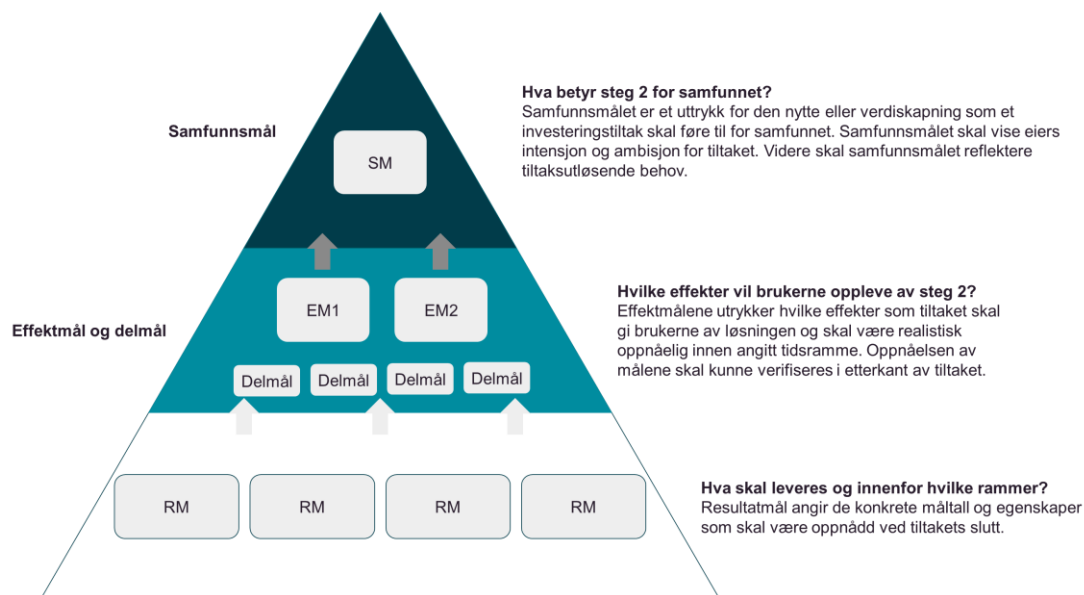 Samfunnsmål
SM
Hva betyr steg 2 for samfunnet?
Samfunnsmålet er et uttrykk for den nytte eller verdiskapning som et
investeringstiltak skal føre til for samfunnet. Samfunnsmålet skal vise eiers
intensjon og ambisjon for tiltaket. Videre skal samfunnsmålet reflektere
tiltaksutløsende behov.
Effektmål og delmål
EM1
EM2
Delmål
Delmål
Delmål
Delmål
Hvilke effekter vil brukerne oppleve av steg 2?
Effektmålene utrykker hvilke effekter som tiltaket skal
gi brukerne av løsningen og skal være realistisk
oppnåelig innen angitt tidsramme. Oppnåelsen av
målene skal kunne verifiseres i etterkant av tiltaket.
RM
RM
RM
RM
Hva skal leveres og innenfor hvilke rammer?
Resultatmål angir de konkrete måltall og egenskaper
som skal være oppnådd ved tiltakets slutt.